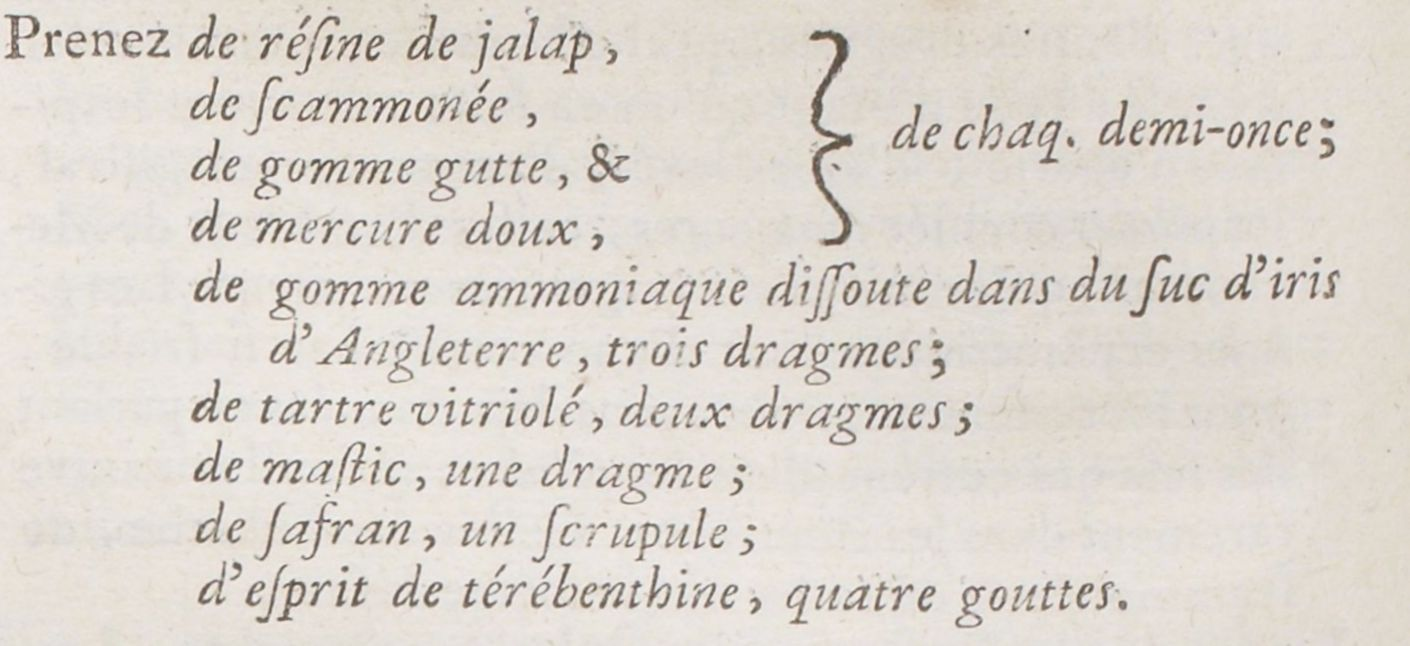 Prenez de réſine de jalap,
de ſcammonée,
de gomme gutte, &
de mercure doux,
de chaq. demi-once;
de gomme ammoniaque diſſoute dans du ſuc d'iris
d'Angleterre, trois dragmes;
de tartre vitriolé, deux dragmes;
de maſtic, une dragme;
de ſafran, un ſcrupule;
d'eſprit de térébenthine, quatre gouttes.